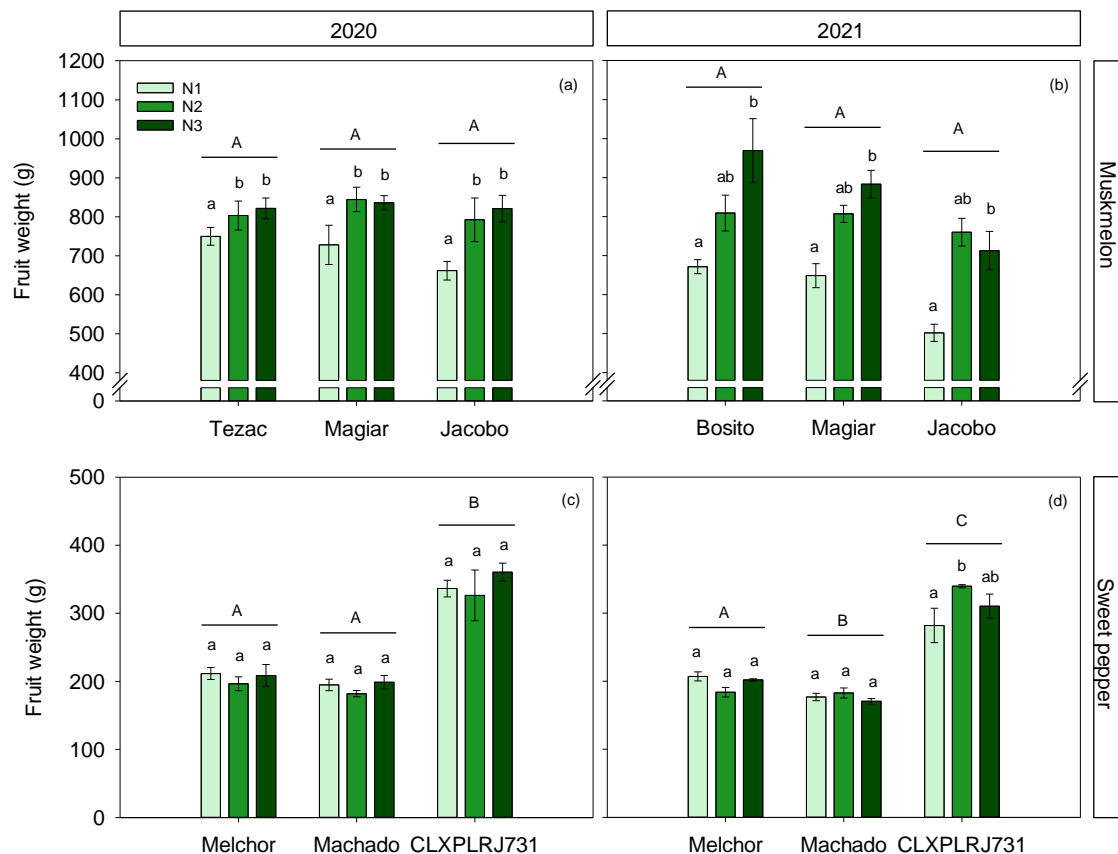 2020 2021
1200
1100
1000
900
800
700
600
500
400
0
Fruit weight (g)
N1
N2
N3
(a)
A A A
a b b a b b a b b
Tezac Magiar Jacobo
(b)
A A A
a ab b a ab b a ab b
Bosito Magiar Jacobo
Muskmelon
500
400
300
200
100
0
Fruit weight (g)
(c)
A A B
a a a a a a a a a
Melchor Machado CLXPLRJ731
(d)
A B C
a a a a a a a b ab
Melchor Machado CLXPLRJ731
Sweet pepper